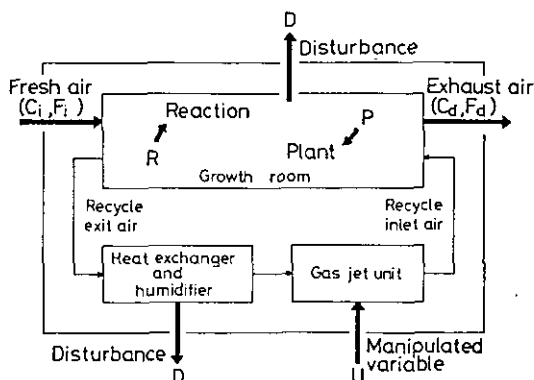 D
Disturbance
Fresh air
(Ci,Fi)
Exhaust air
(Cd,Fd)
Reaction
R
P
Plant
Growth room
Recycle
exit air
Recycle
inlet air
Heat exchanger
and
humidifier
Gas jet unit
Disturbance
D
Manipulated
variable
U